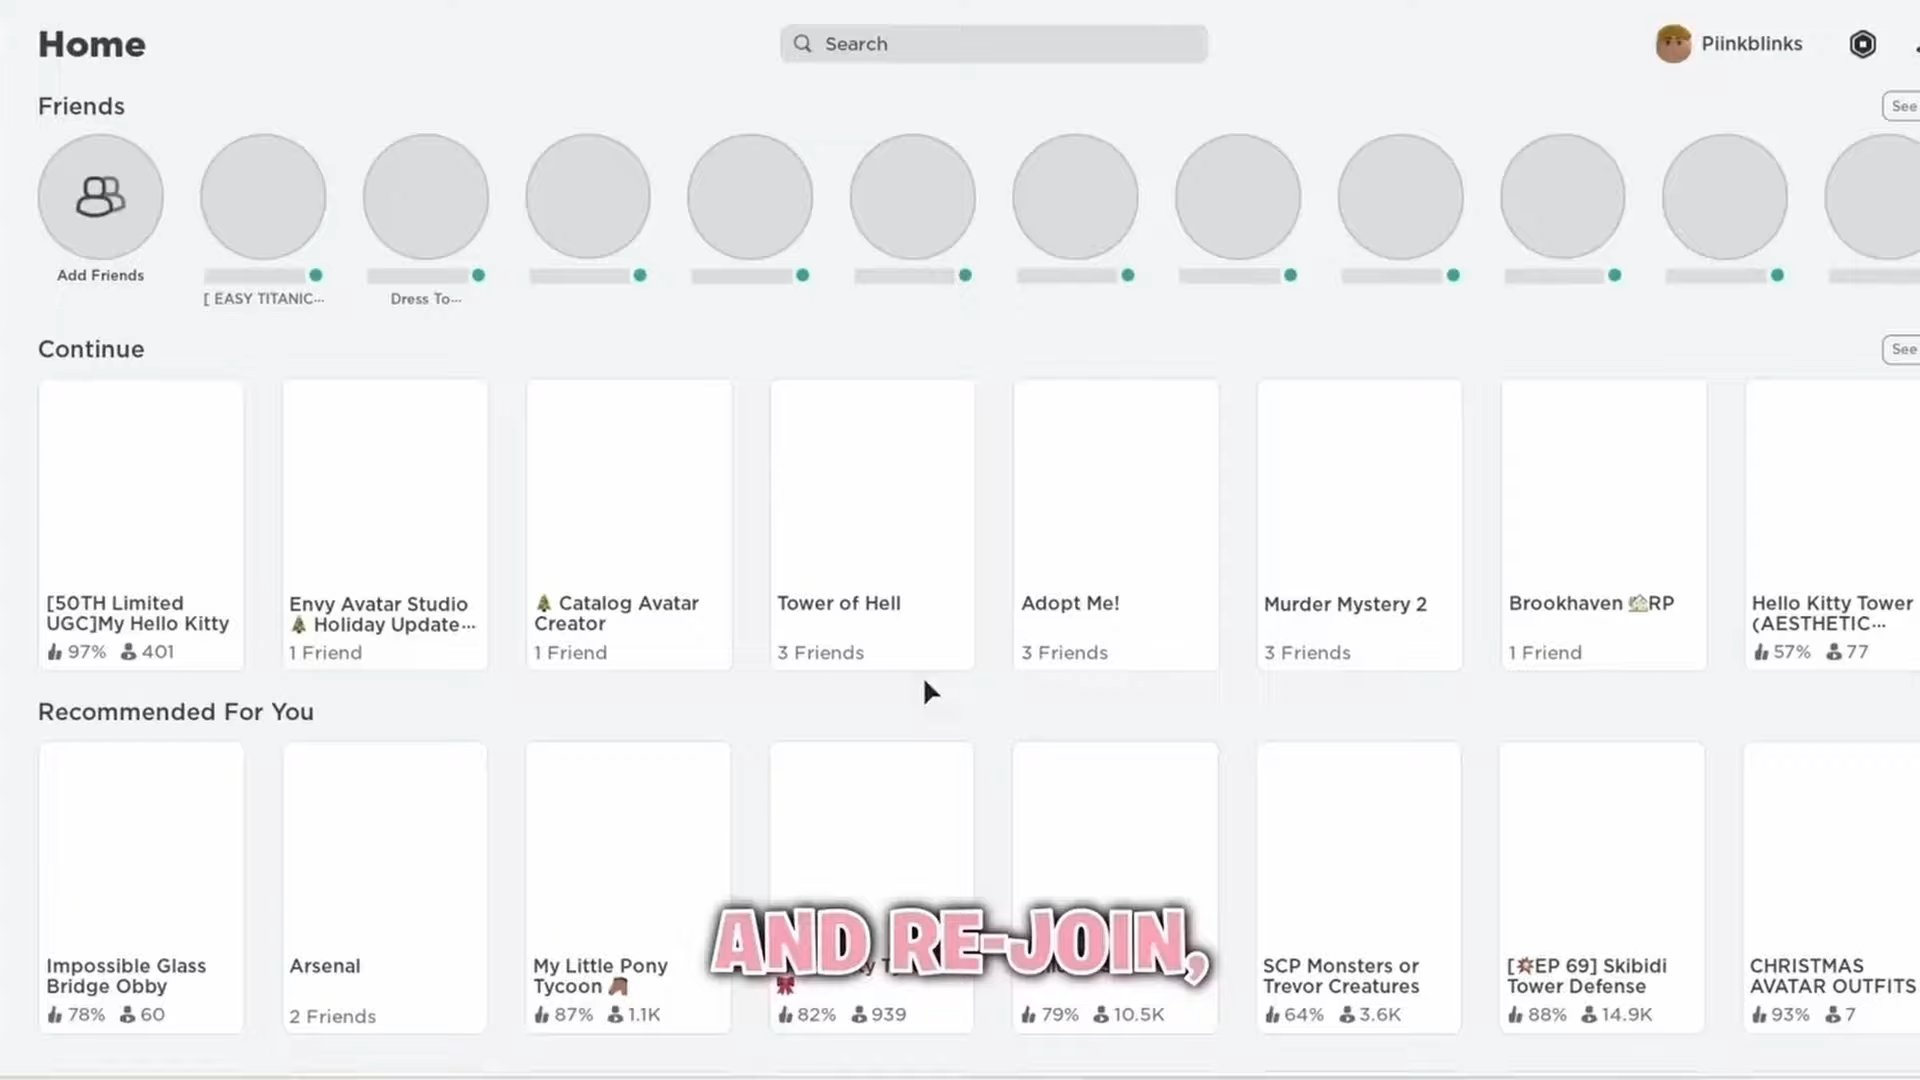 Home
Search
Piinkblinks
Friends
See
Add Friends
[ EASY TITANIC...
Dress To...
Continue
See
[50TH Limited
UGC]My Hello Kitty
97% 401
Envy Avatar Studio
🎄 Holiday Update...
1 Friend
🎄 Catalog Avatar
Creator
1 Friend
Tower of Hell
3 Friends
Adopt Me!
3 Friends
Murder Mystery 2
3 Friends
Brookhaven 🏡RP
1 Friend
Hello Kitty Tower
(AESTHETIC...
57% 77
Recommended For You
Impossible Glass
Bridge Obby
78% 60
Arsenal
2 Friends
My Little Pony
Tycoon 🐴
87% 1.1K
🎀
82% 939
79% 10.5K
SCP Monsters or
Trevor Creatures
64% 3.6K
[💥EP 69] Skibidi
Tower Defense
88% 14.9K
CHRISTMAS
AVATAR OUTFITS
93% 7
AND RE-JOIN,